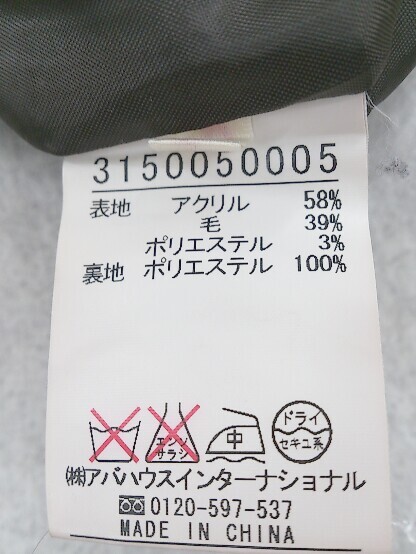 3150050005
表地 アクリル 58%
毛 39%
ポリエステル 3%
裏地 ポリエステル 100%
エンソサラシ 中 ドライ セキユ系
㈱アバハウスインターナショナル
0120-597-537
MADE IN CHINA